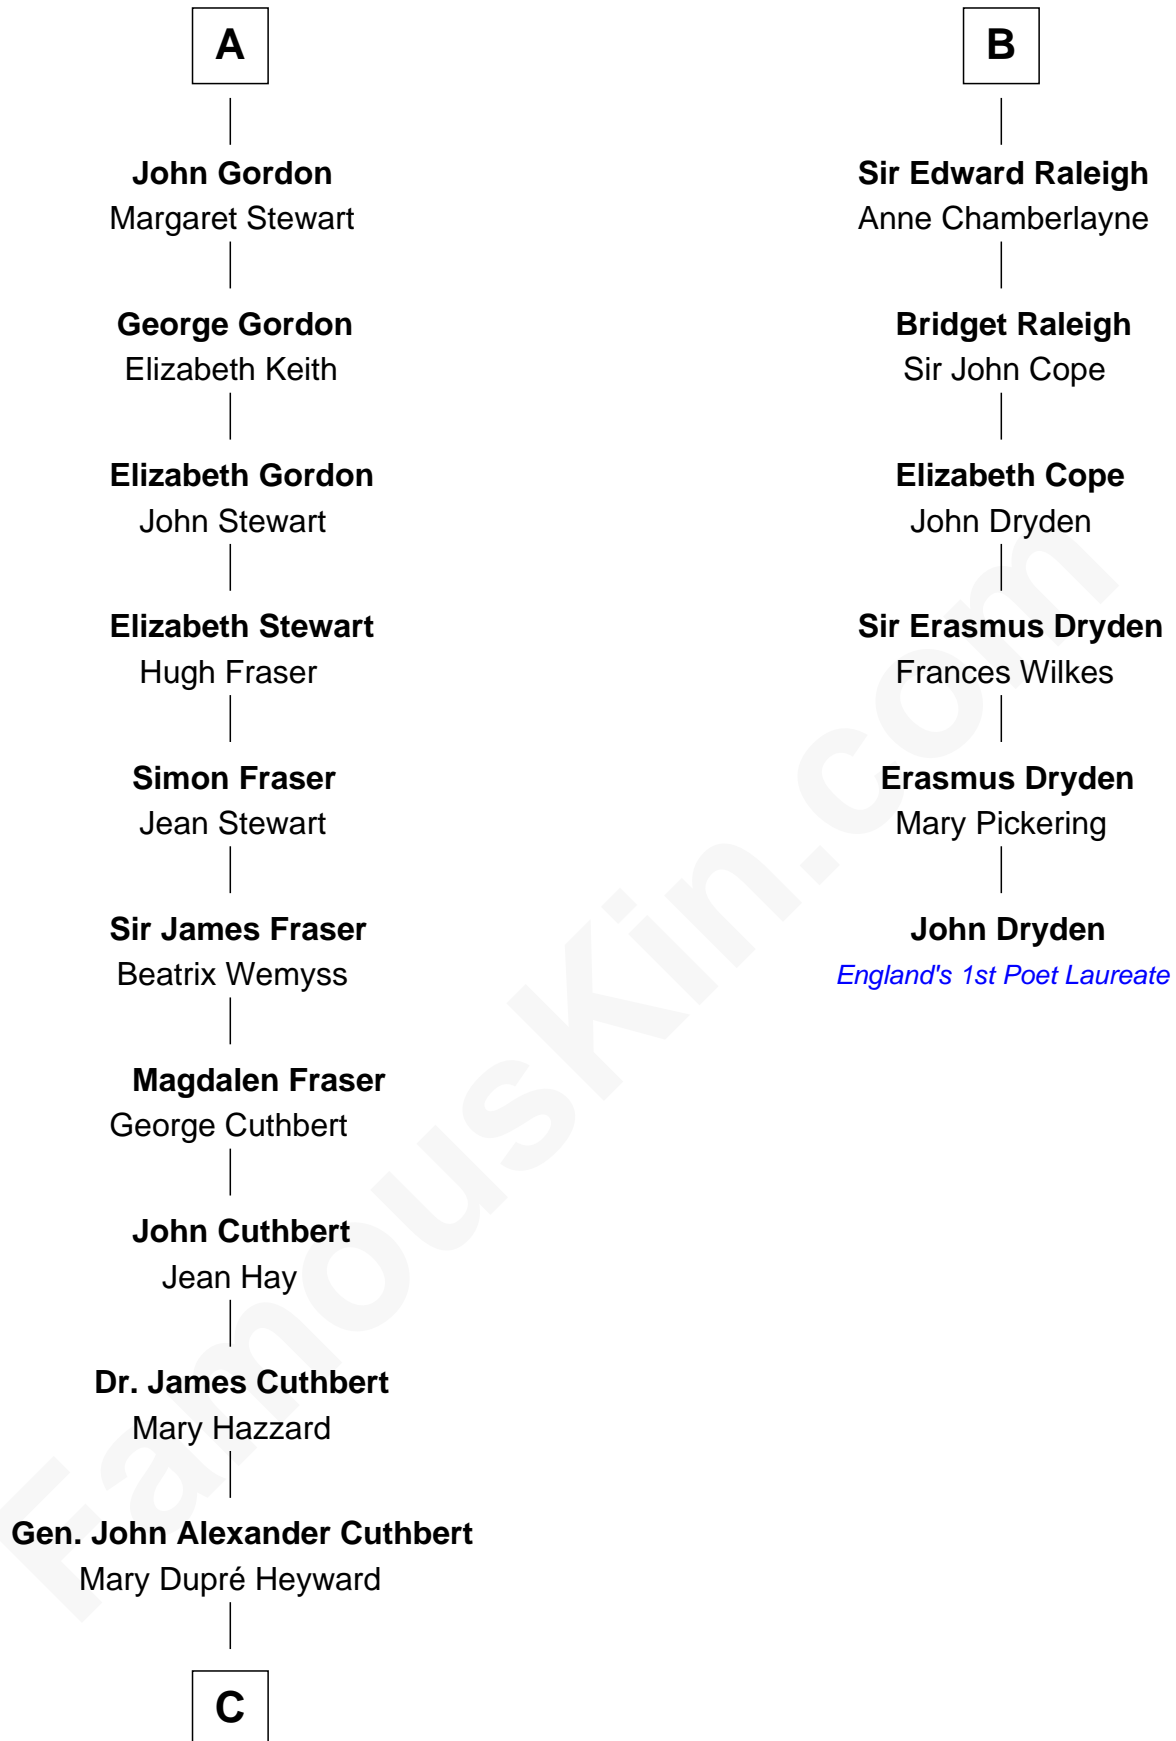 A
John Gordon
Margaret Stewart
George Gordon
Elizabeth Keith
Elizabeth Gordon
John Stewart
Elizabeth Stewart
Hugh Fraser
Simon Fraser
Jean Stewart
Sir James Fraser
Beatrix Wemyss
Magdalen Fraser
George Cuthbert
John Cuthbert
Jean Hay
Dr. James Cuthbert
Mary Hazzard
Gen. John Alexander Cuthbert
Mary Dupré Heyward
C
B
Sir Edward Raleigh
Anne Chamberlayne
Bridget Raleigh
Sir John Cope
Elizabeth Cope
John Dryden
Sir Erasmus Dryden
Frances Wilkes
Erasmus Dryden
Mary Pickering
John Dryden
England's 1st Poet Laureate
FamousKin.com